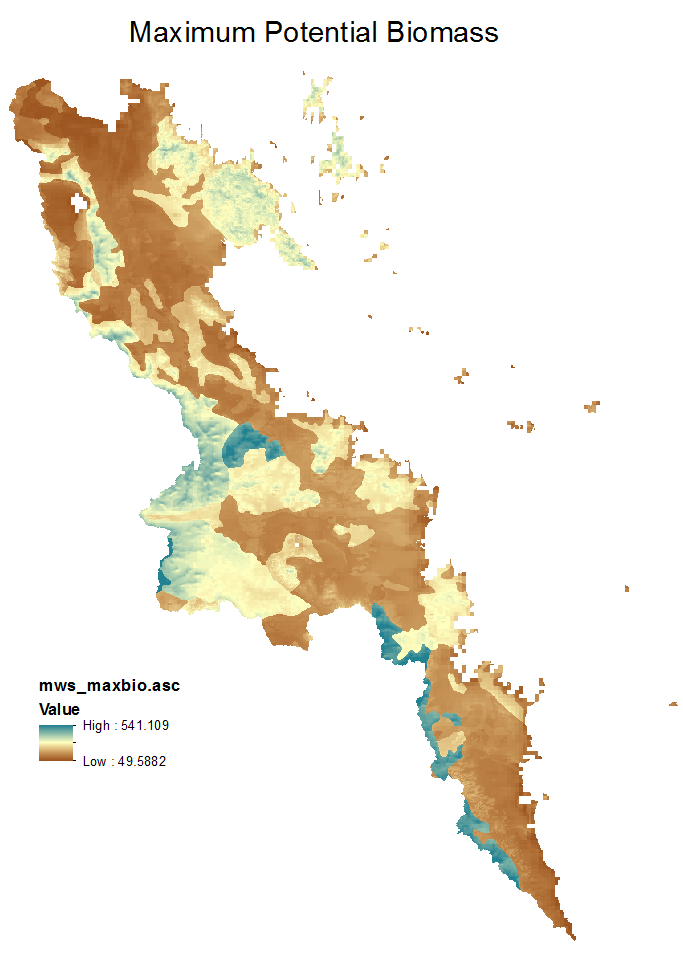 Maximum Potential Biomass
mws_maxbio.asc
Value
High : 541.109
Low : 49.5882